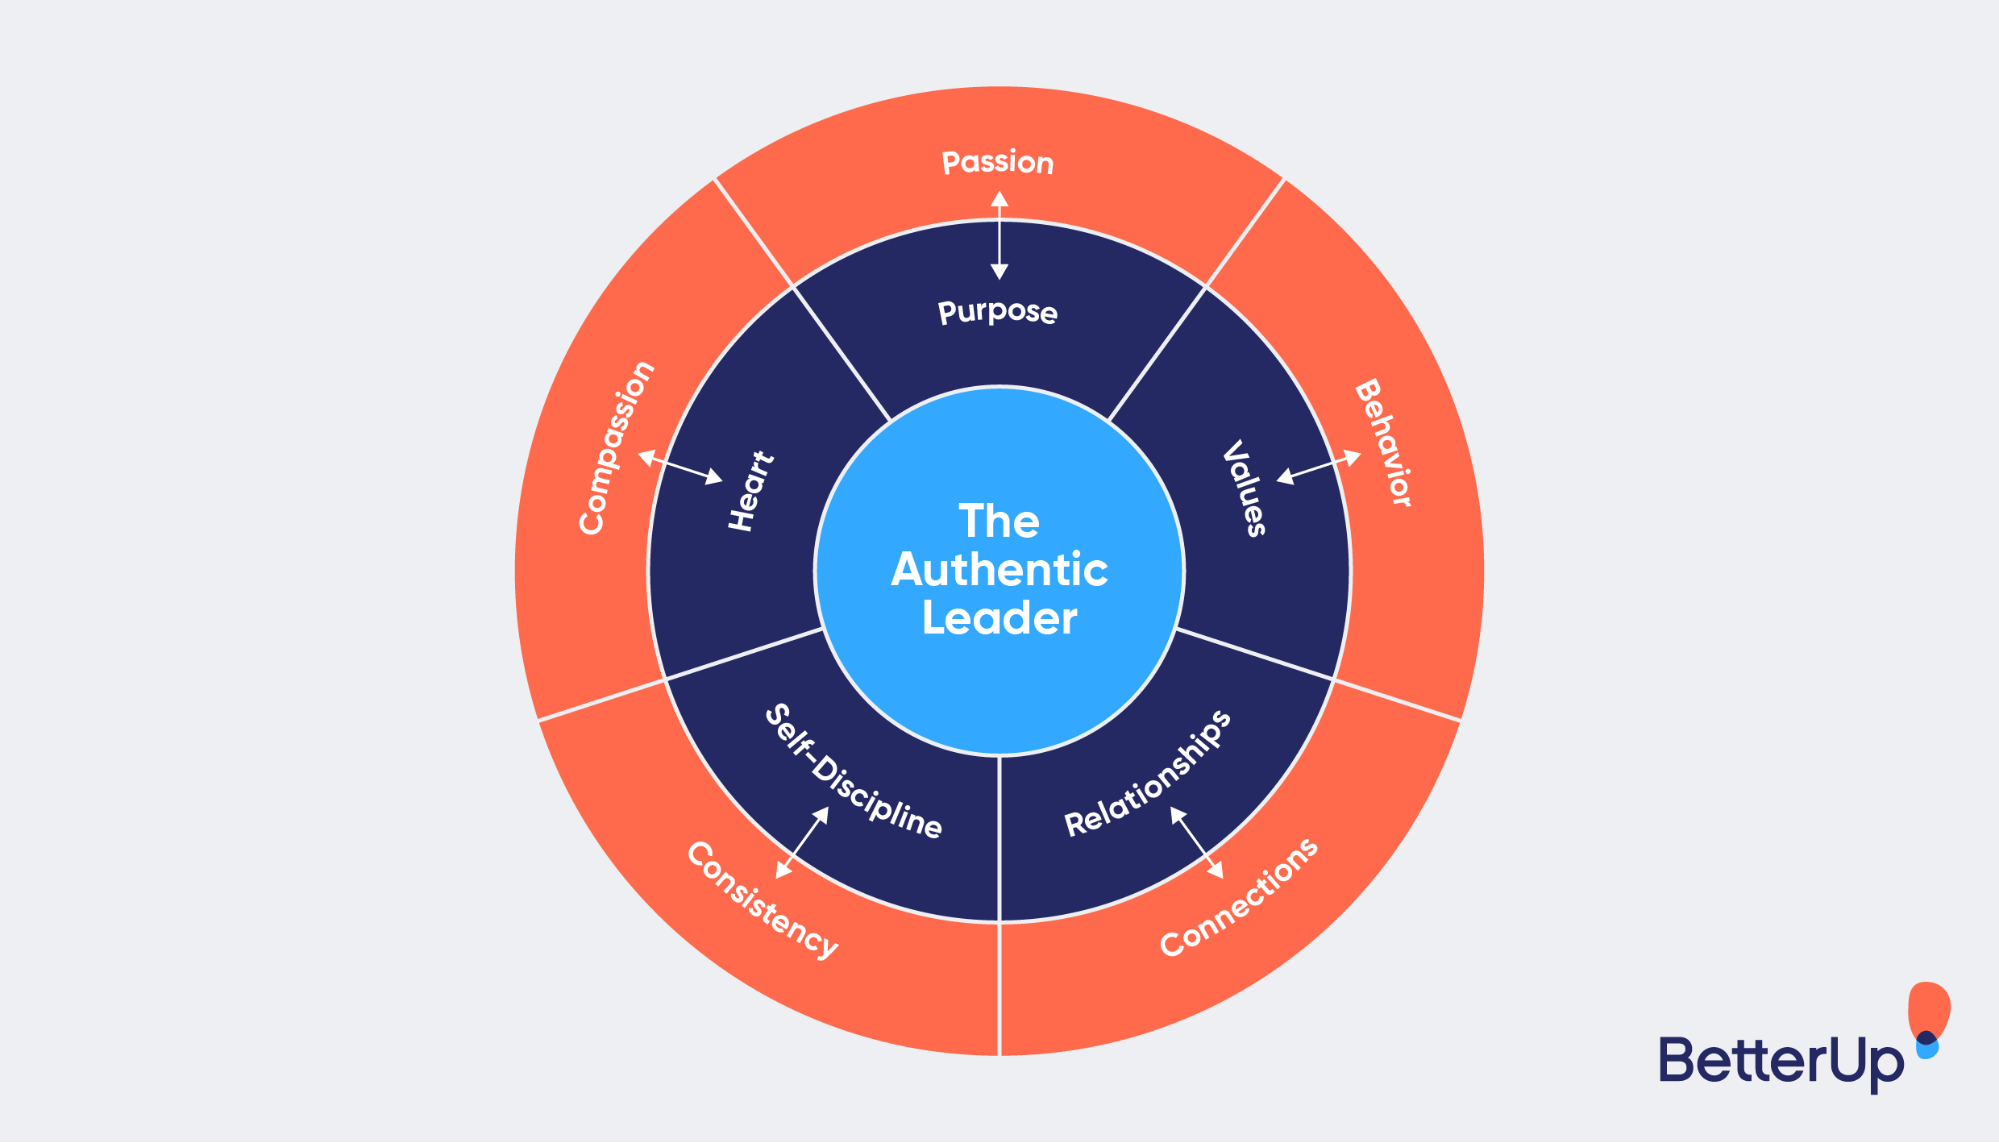 Passion
Purpose
Compassion
Heart
Values
Behavior
The
Authentic
Leader
Self-Discipline
Relationships
Consistency
Connections
BetterUp